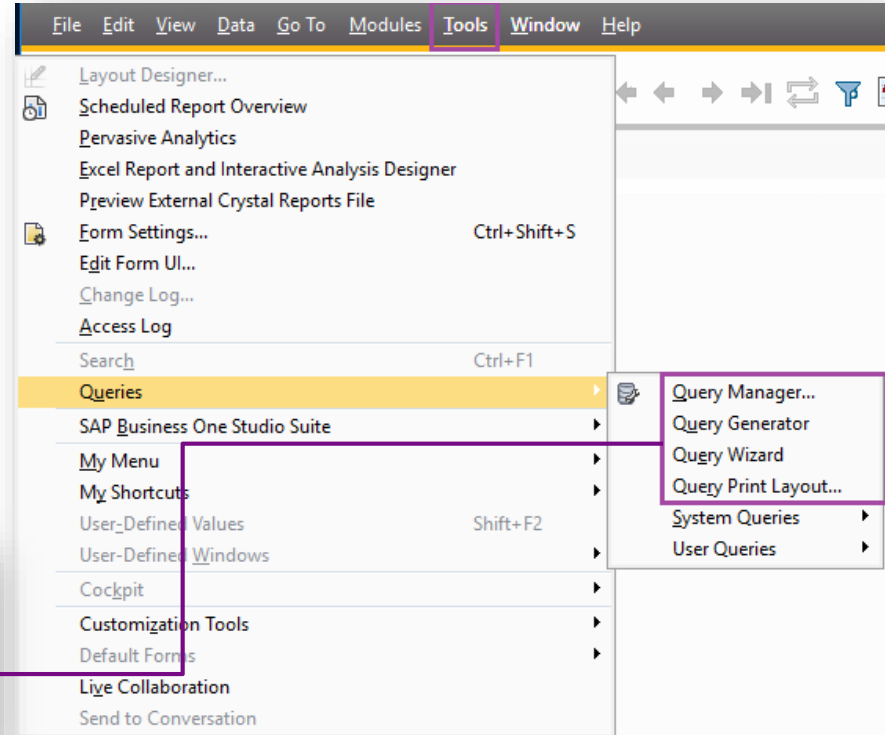 File Edit View Data Go To Modules Tools Window Help
Layout Designer...
Scheduled Report Overview
Pervasive Analytics
Excel Report and Interactive Analysis Designer
Preview External Crystal Reports File
Form Settings... Ctrl+Shift+S
Edit Form UI...
Change Log...
Access Log
Search Ctrl+F1
Queries
SAP Business One Studio Suite
My Menu
My Shortcuts
User-Defined Values Shift+F2
User-Defined Windows
Cockpit
Customization Tools
Default Forms
Live Collaboration
Send to Conversation
Query Manager...
Query Generator
Query Wizard
Query Print Layout...
System Queries
User Queries